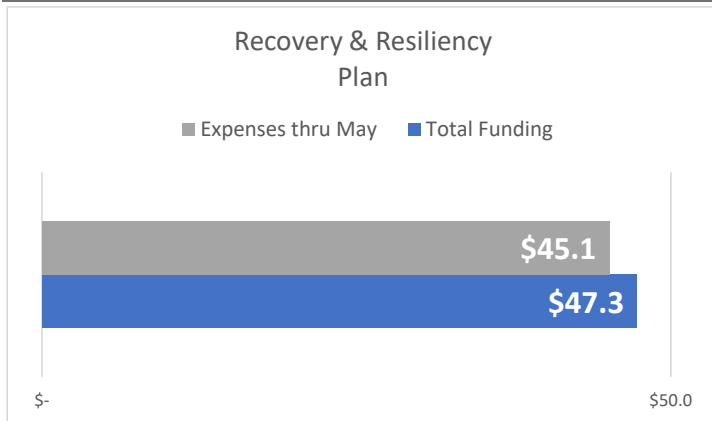 Recovery & Resiliency
Plan
Expenses thru May Total Funding
$45.1
$47.3
$- $50.0